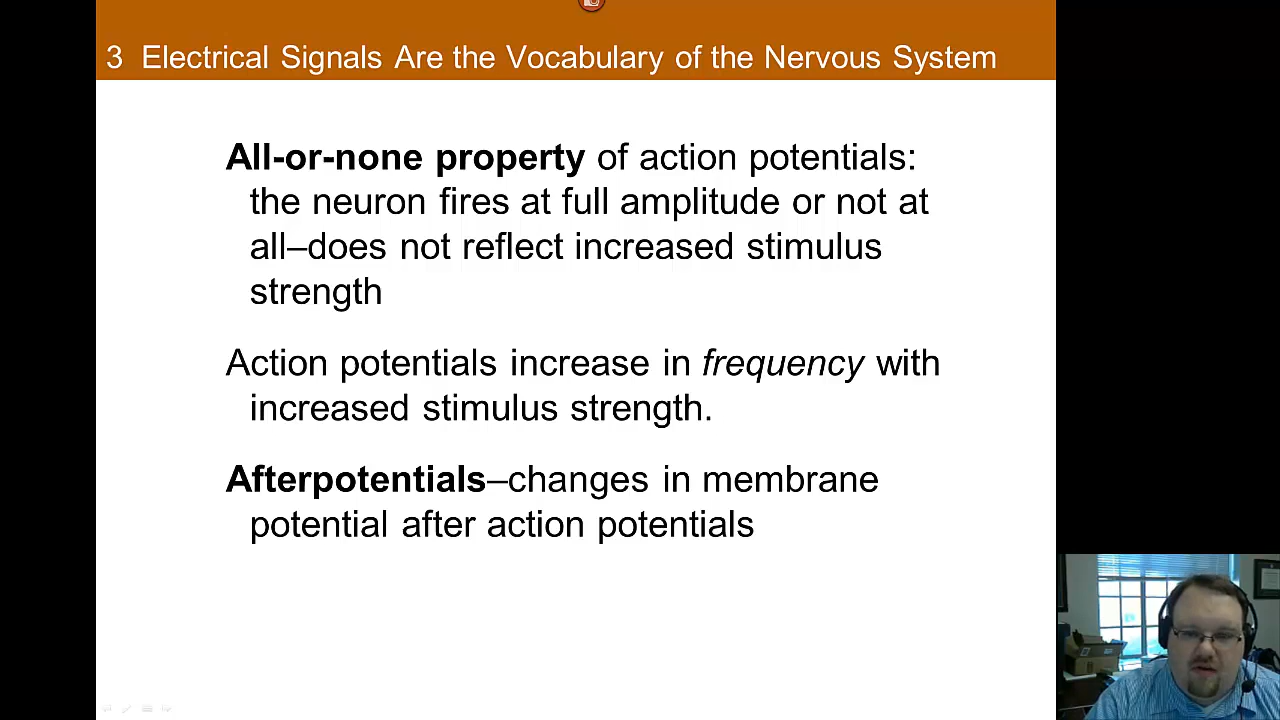 3 Electrical Signals Are the Vocabulary of the Nervous System
All-or-none property of action potentials:
the neuron fires at full amplitude or not at
all–does not reflect increased stimulus
strength
Action potentials increase in frequency with
increased stimulus strength.
Afterpotentials–changes in membrane
potential after action potentials